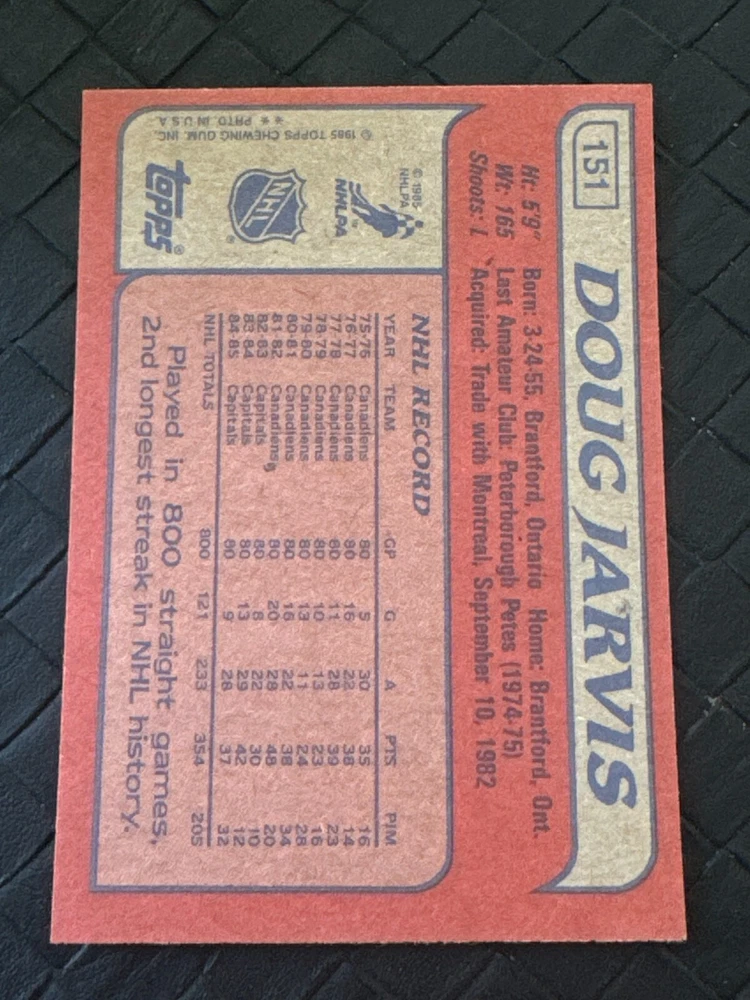 151 DOUG JARVIS
Ht: 5'9" Born: 3-24-55, Brantford, Ontario Home: Brantford, Ont.
Wt: 165 Last Amateur Club: Peterborough Petes (1974-75)
Shoots: L Acquired: Trade with Montreal, September 10, 1982
© 1985 NHLPA
NHLPA
NHL ®
topps ®
© 1985 TOPPS CHEWING GUM, INC.
** PRTD. IN U.S.A.
NHL RECORD
YEAR TEAM GP G A PTS PIM
75-76 Canadiens 80 5 30 35 16
76-77 Canadiens 80 16 22 38 14
77-78 Canadiens 80 11 28 39 23
78-79 Canadiens 80 10 13 23 16
79-80 Canadiens 80 13 11 24 28
80-81 Canadiens 80 16 22 38 34
81-82 Canadiens 80 20 28 48 20
82-83 Capitals 80 8 22 30 10
83-84 Capitals 80 13 29 42 12
84-85 Capitals 80 9 28 37 32
NHL TOTALS 800 121 233 354 205
Played in 800 straight games,
2nd longest streak in NHL history.